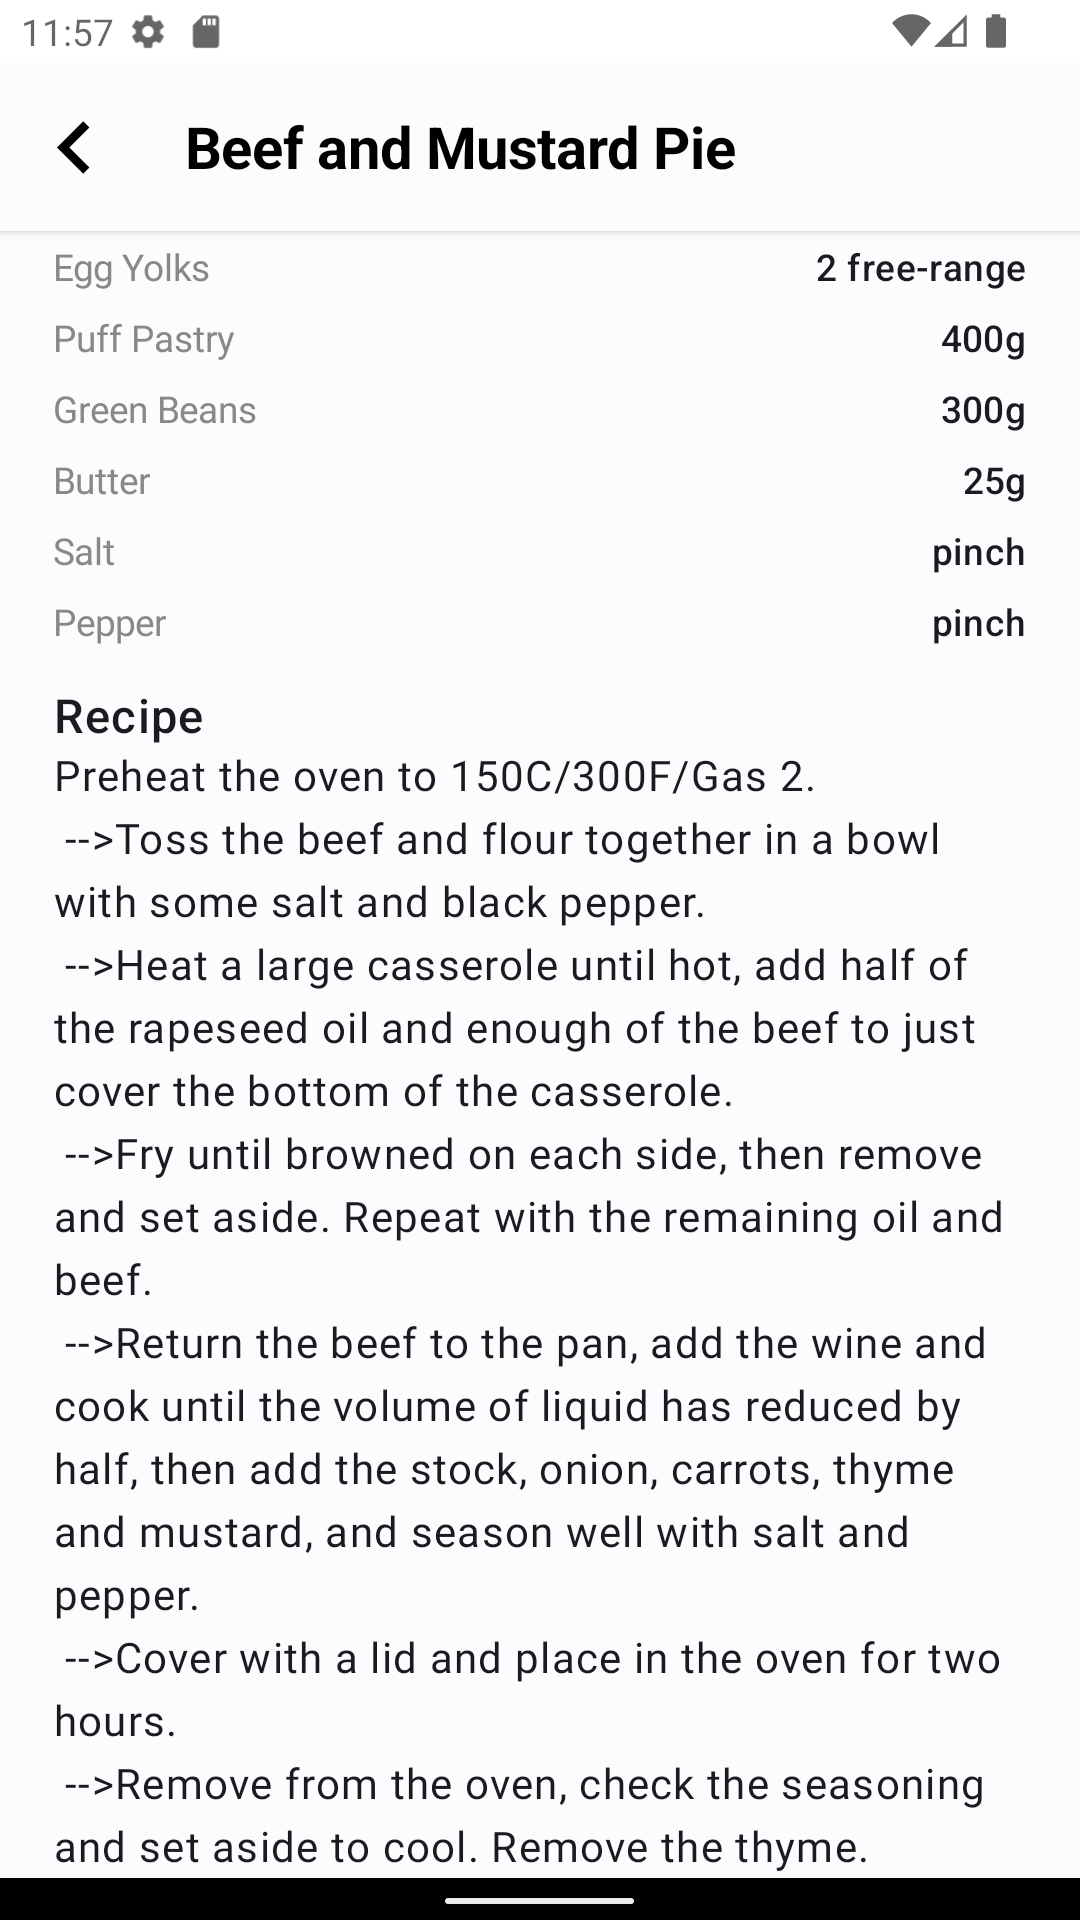 11:57
Beef and Mustard Pie
Egg Yolks 2 free-range
Puff Pastry 400g
Green Beans 300g
Butter 25g
Salt pinch
Pepper pinch
Recipe
Preheat the oven to 150C/300F/Gas 2.
-->Toss the beef and flour together in a bowl
with some salt and black pepper.
-->Heat a large casserole until hot, add half of
the rapeseed oil and enough of the beef to just
cover the bottom of the casserole.
-->Fry until browned on each side, then remove
and set aside. Repeat with the remaining oil and
beef.
-->Return the beef to the pan, add the wine and
cook until the volume of liquid has reduced by
half, then add the stock, onion, carrots, thyme
and mustard, and season well with salt and
pepper.
-->Cover with a lid and place in the oven for two
hours.
-->Remove from the oven, check the seasoning
and set aside to cool. Remove the thyme.